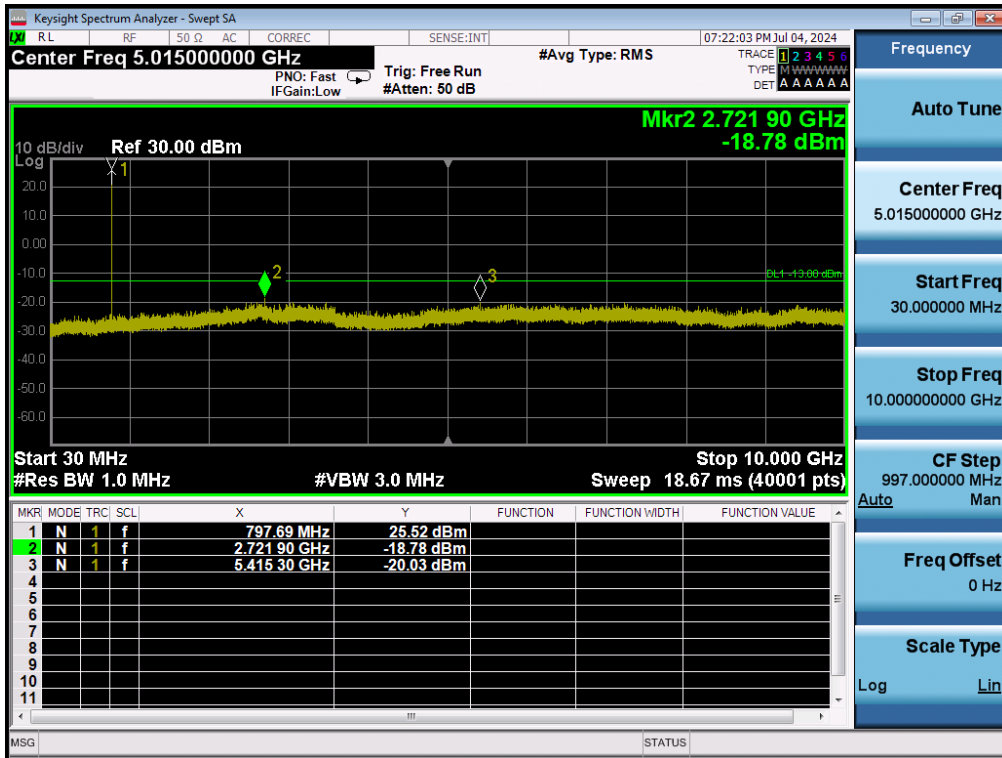 Keysight Spectrum Analyzer - Swept SA
LXI RL RF 50 Ω AC CORREC SENSE:INT 07:22:03 PM Jul 04, 2024
Center Freq 5.015000000 GHz
PNO: Fast
IFGain:Low
Trig: Free Run
#Atten: 50 dB
#Avg Type: RMS
TRACE 1 2 3 4 5 6
TYPE M W W W W W
DET A A A A A A
Mkr2 2.721 90 GHz
-18.78 dBm
10 dB/div Ref 30.00 dBm
Log
1
20.0
10.0
0.00
-10.0
2
3
DL1 -13.00 dBm
-20.0
-30.0
-40.0
-50.0
-60.0
Start 30 MHz Stop 10.000 GHz
#Res BW 1.0 MHz #VBW 3.0 MHz Sweep 18.67 ms (40001 pts)
MKR MODE TRC SCL X Y FUNCTION FUNCTION WIDTH FUNCTION VALUE
1 N 1 f 797.69 MHz 25.52 dBm
2 N 1 f 2.721 90 GHz -18.78 dBm
3 N 1 f 5.415 30 GHz -20.03 dBm
4
5
6
7
8
9
10
11
MSG STATUS
Frequency
Auto Tune
Center Freq
5.015000000 GHz
Start Freq
30.000000 MHz
Stop Freq
10.000000000 GHz
CF Step
997.000000 MHz
Auto Man
Freq Offset
0 Hz
Scale Type
Log Lin